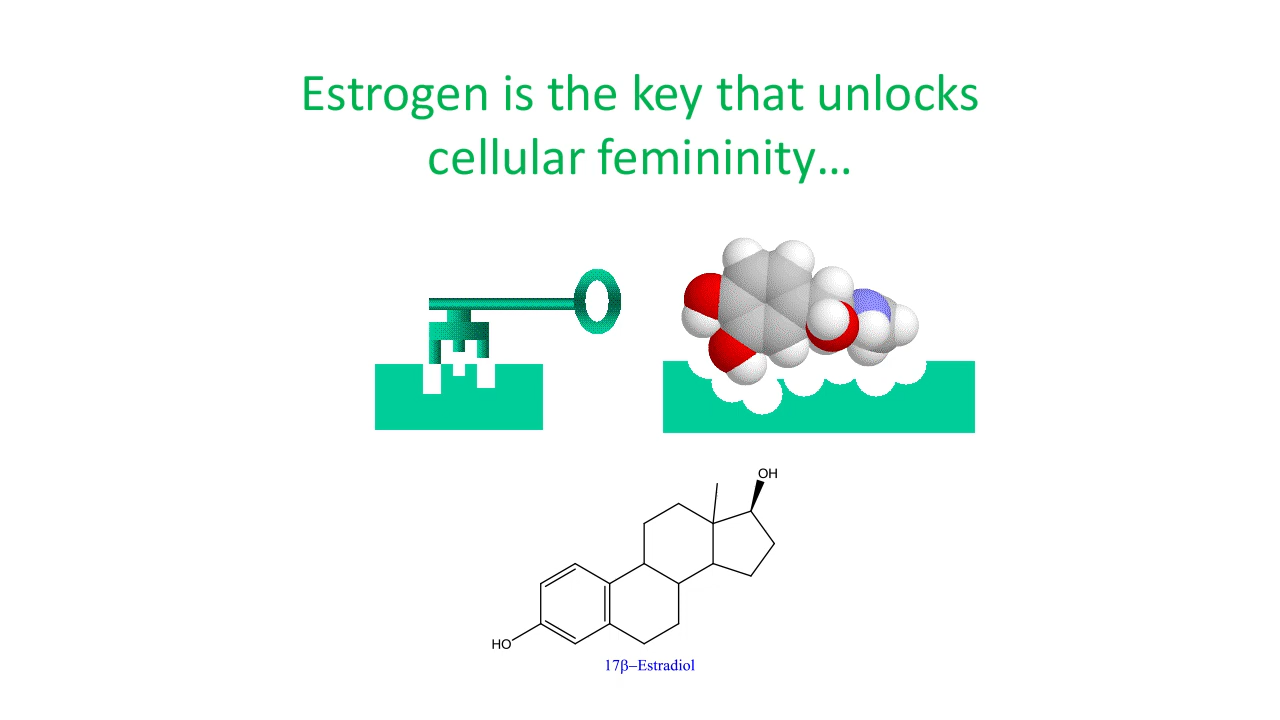 Estrogen is the key that unlocks
cellular femininity…
OH
HO
17β–Estradiol